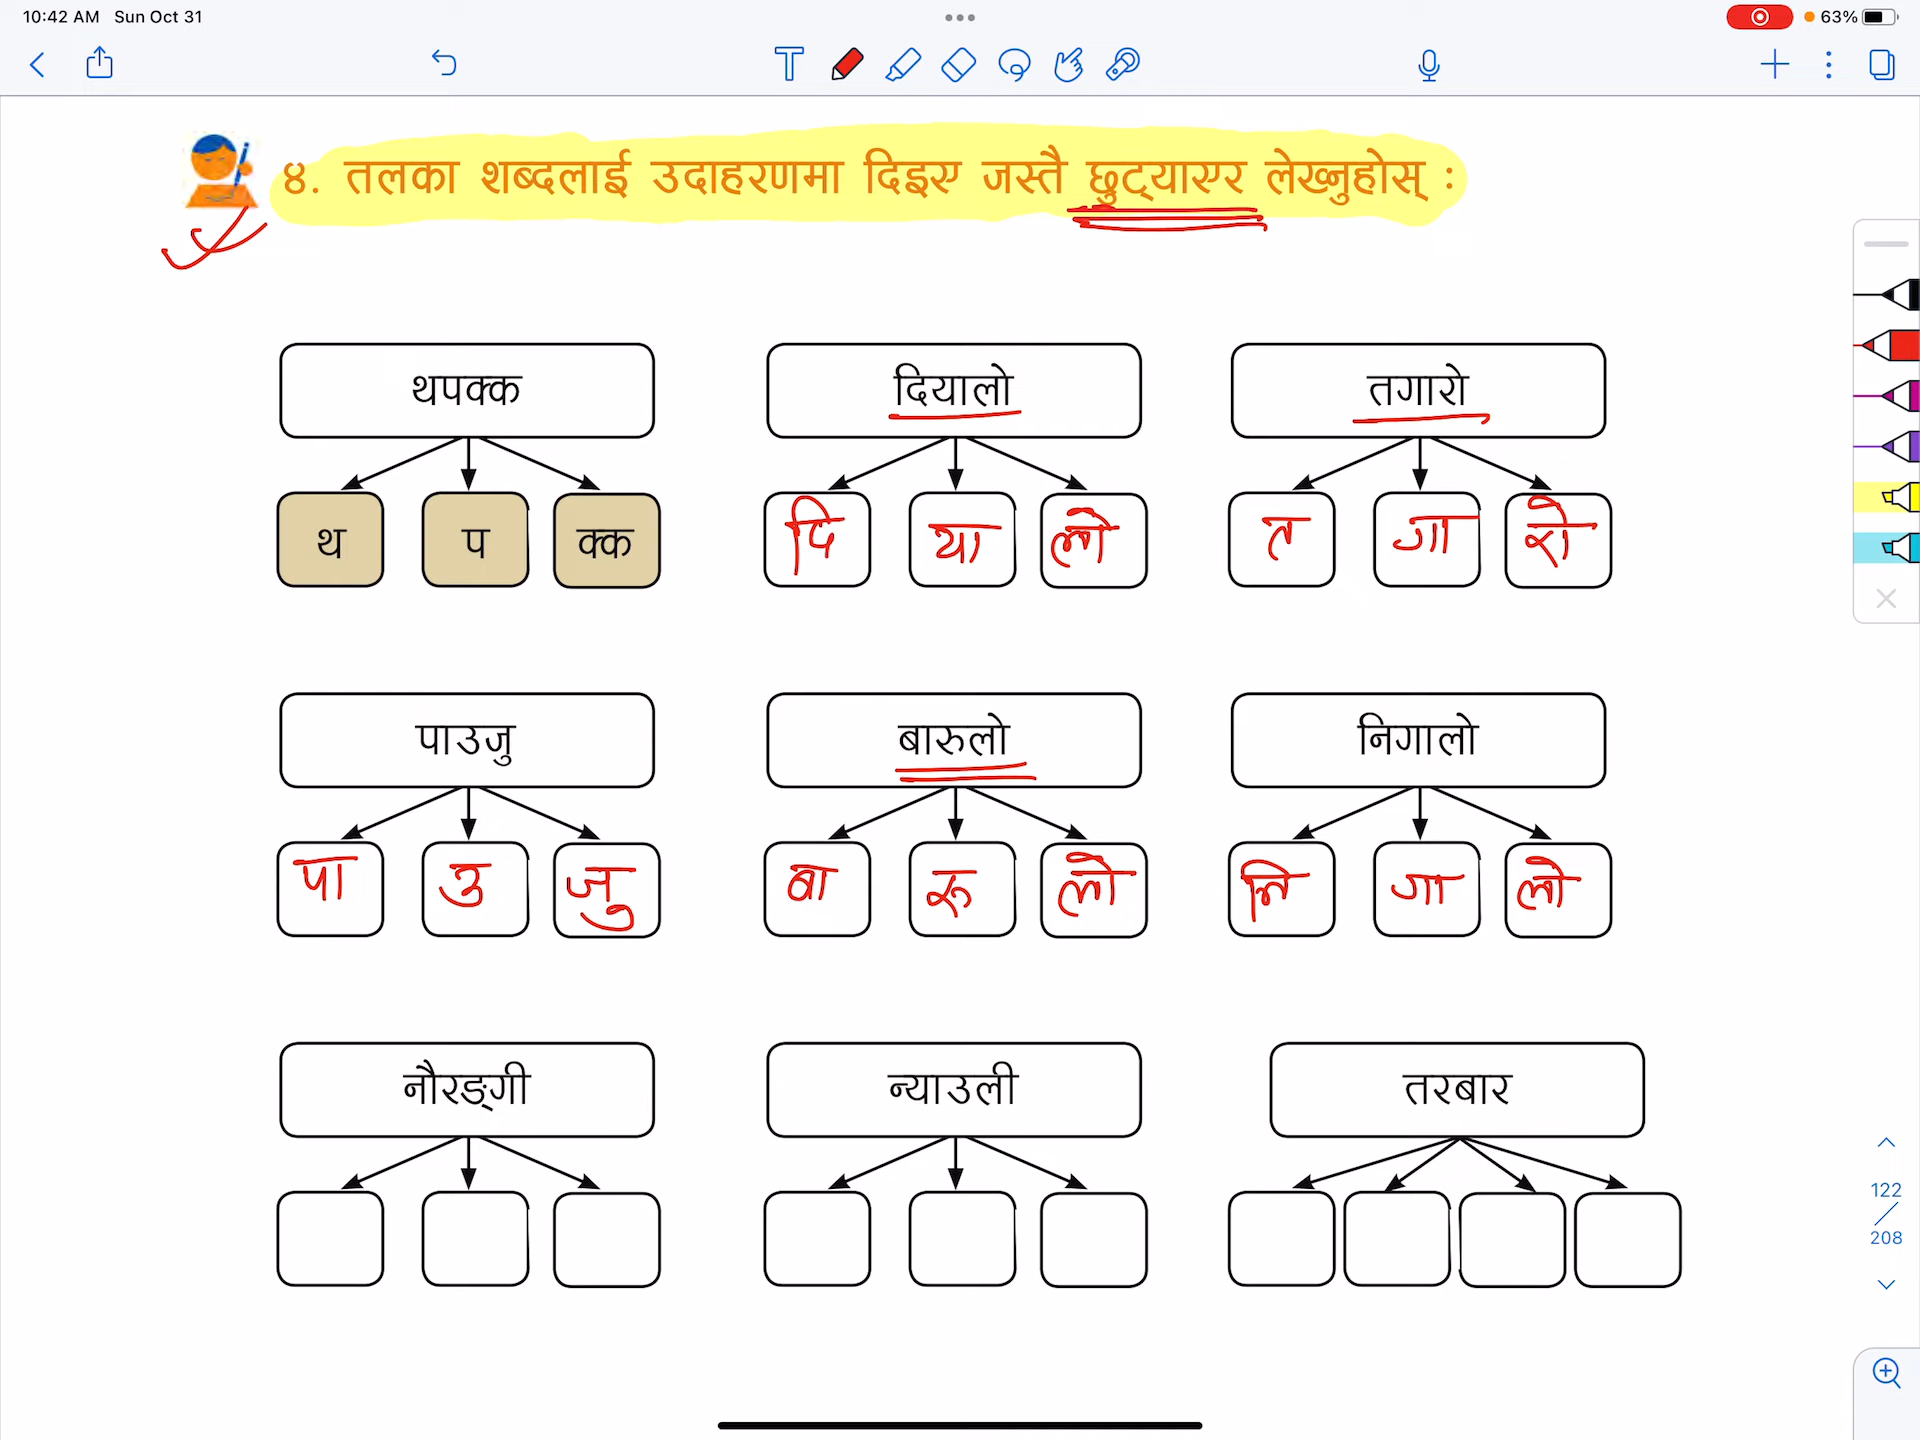 10:42 AM Sun Oct 31
63%
४. तलका शब्दलाई उदाहरणमा दिइए जस्तै छुट्याएर लेख्नुहोस् :
थपक्क दियालो तगारो
थ प क्क दि या लो त गा रो
पाउजु बारुलो निगालो
पा उ जु बा रु लो नि गा लो
नौरङ्गी न्याउली तरबार
122
208